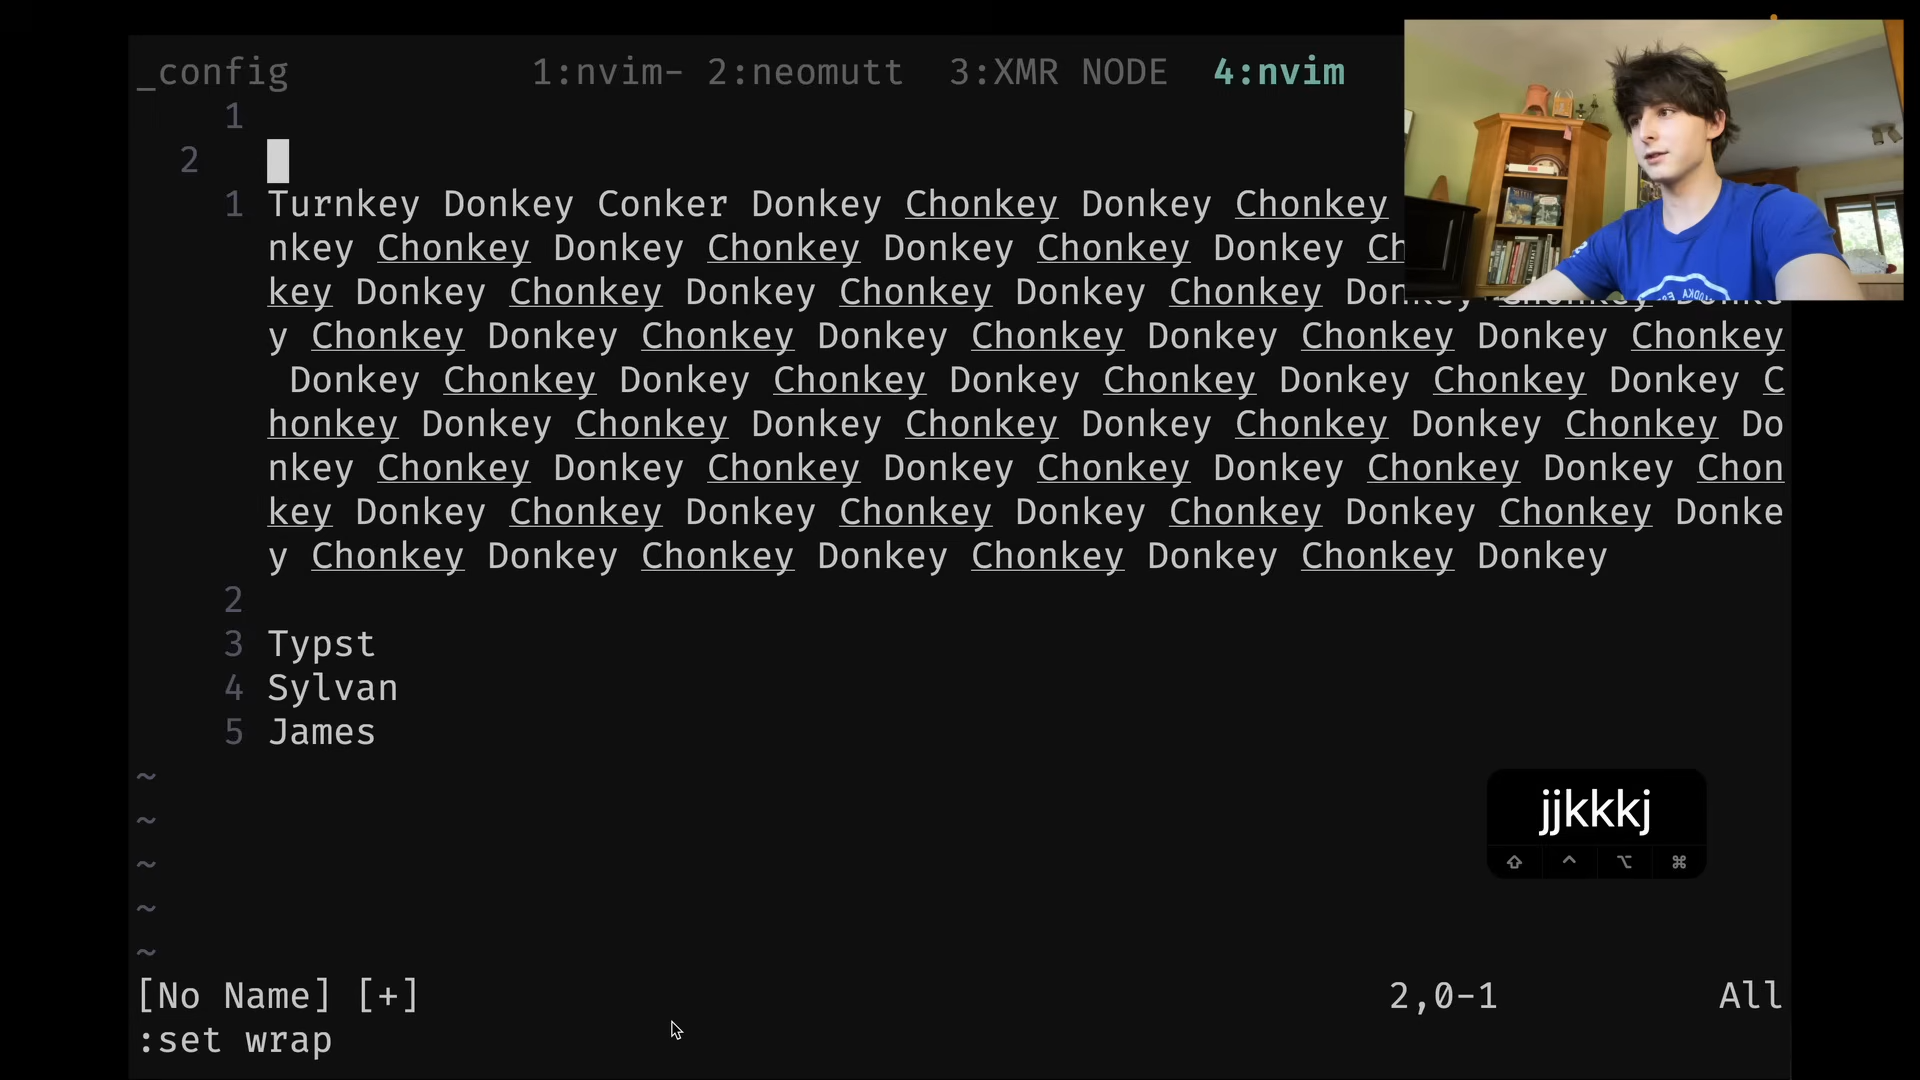 _config 1:nvim- 2:neomutt 3:XMR NODE 4:nvim
1
2
1 Turnkey Donkey Conker Donkey Chonkey Donkey Chonkey
nkey Chonkey Donkey Chonkey Donkey Chonkey Donkey Ch
key Donkey Chonkey Donkey Chonkey Donkey Chonkey Donkey Chonkey Donke
y Chonkey Donkey Chonkey Donkey Chonkey Donkey Chonkey Donkey Chonkey
Donkey Chonkey Donkey Chonkey Donkey Chonkey Donkey Chonkey Donkey C
honkey Donkey Chonkey Donkey Chonkey Donkey Chonkey Donkey Chonkey Do
nkey Chonkey Donkey Chonkey Donkey Chonkey Donkey Chonkey Donkey Chon
key Donkey Chonkey Donkey Chonkey Donkey Chonkey Donkey Chonkey Donke
y Chonkey Donkey Chonkey Donkey Chonkey Donkey Chonkey Donkey
2
3 Typst
4 Sylvan
5 James
~
~
jjkkkj
~
⇧ ^ ⌥ ⌘
~
~
[No Name] [+] 2,0-1 All
:set wrap